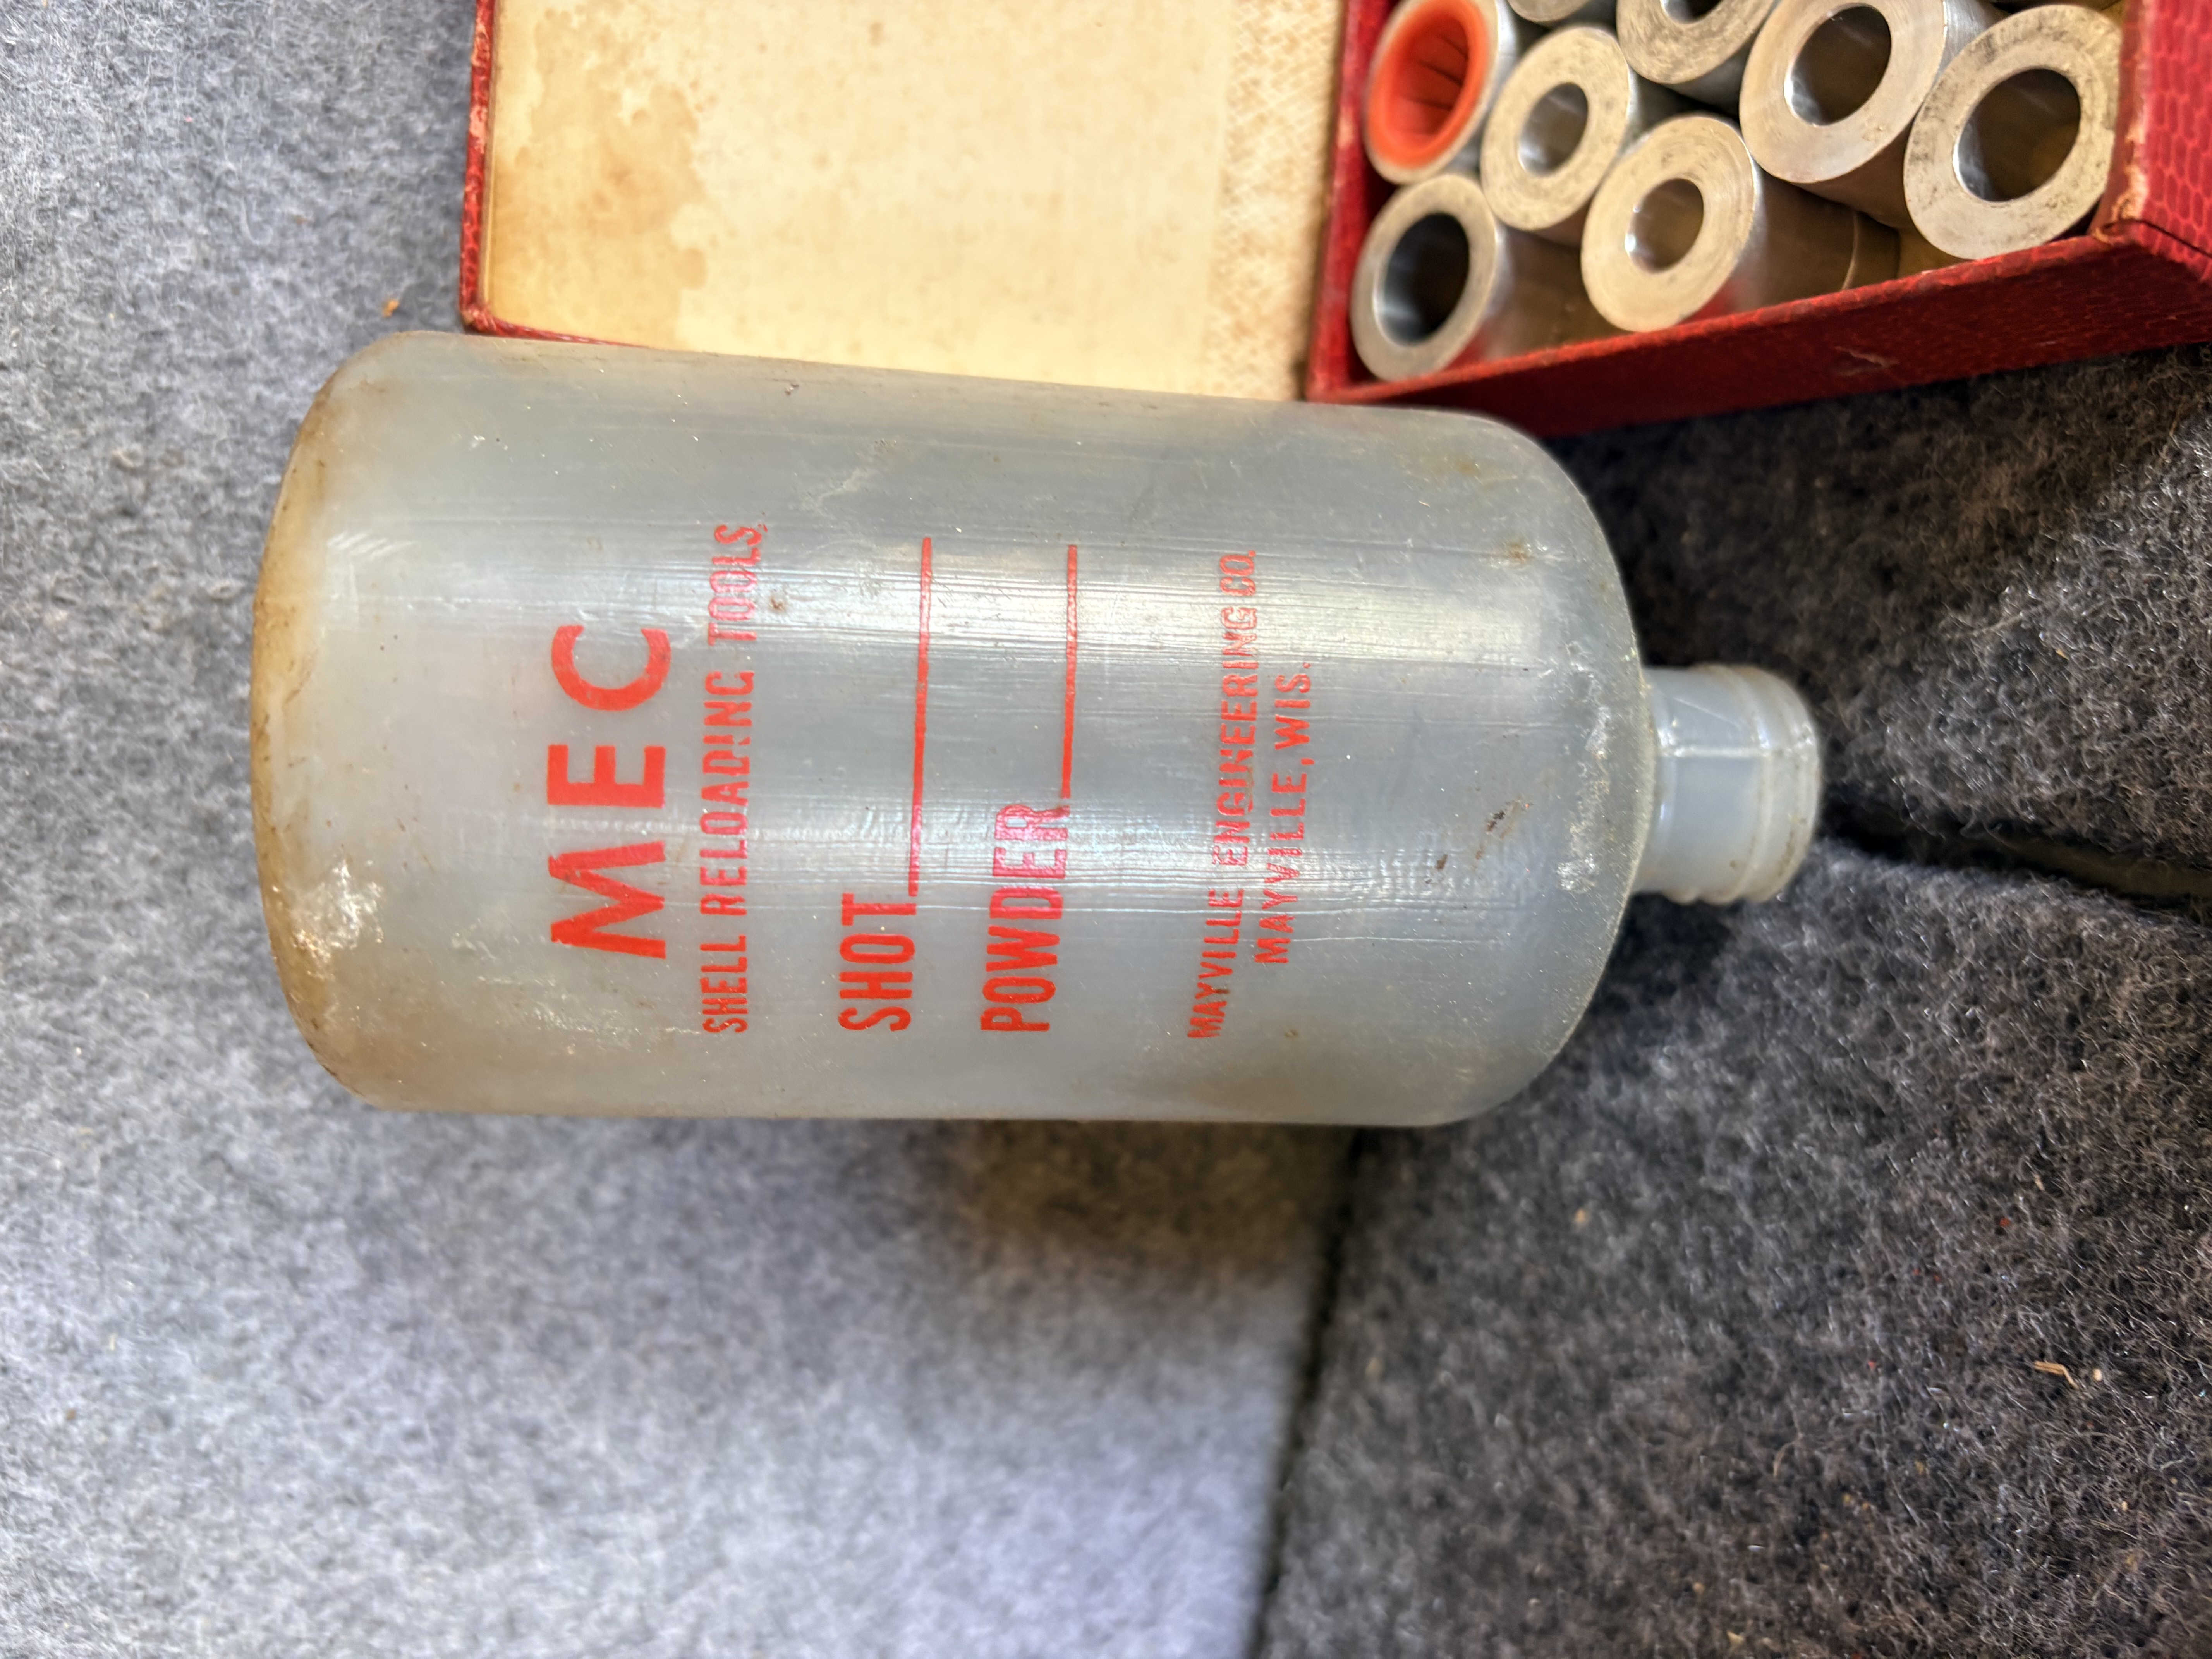 MEC
SHELL RELOADING TOOLS
SHOT
POWDER
MAYVILLE ENGINEERING CO.
MAYVILLE, WIS.